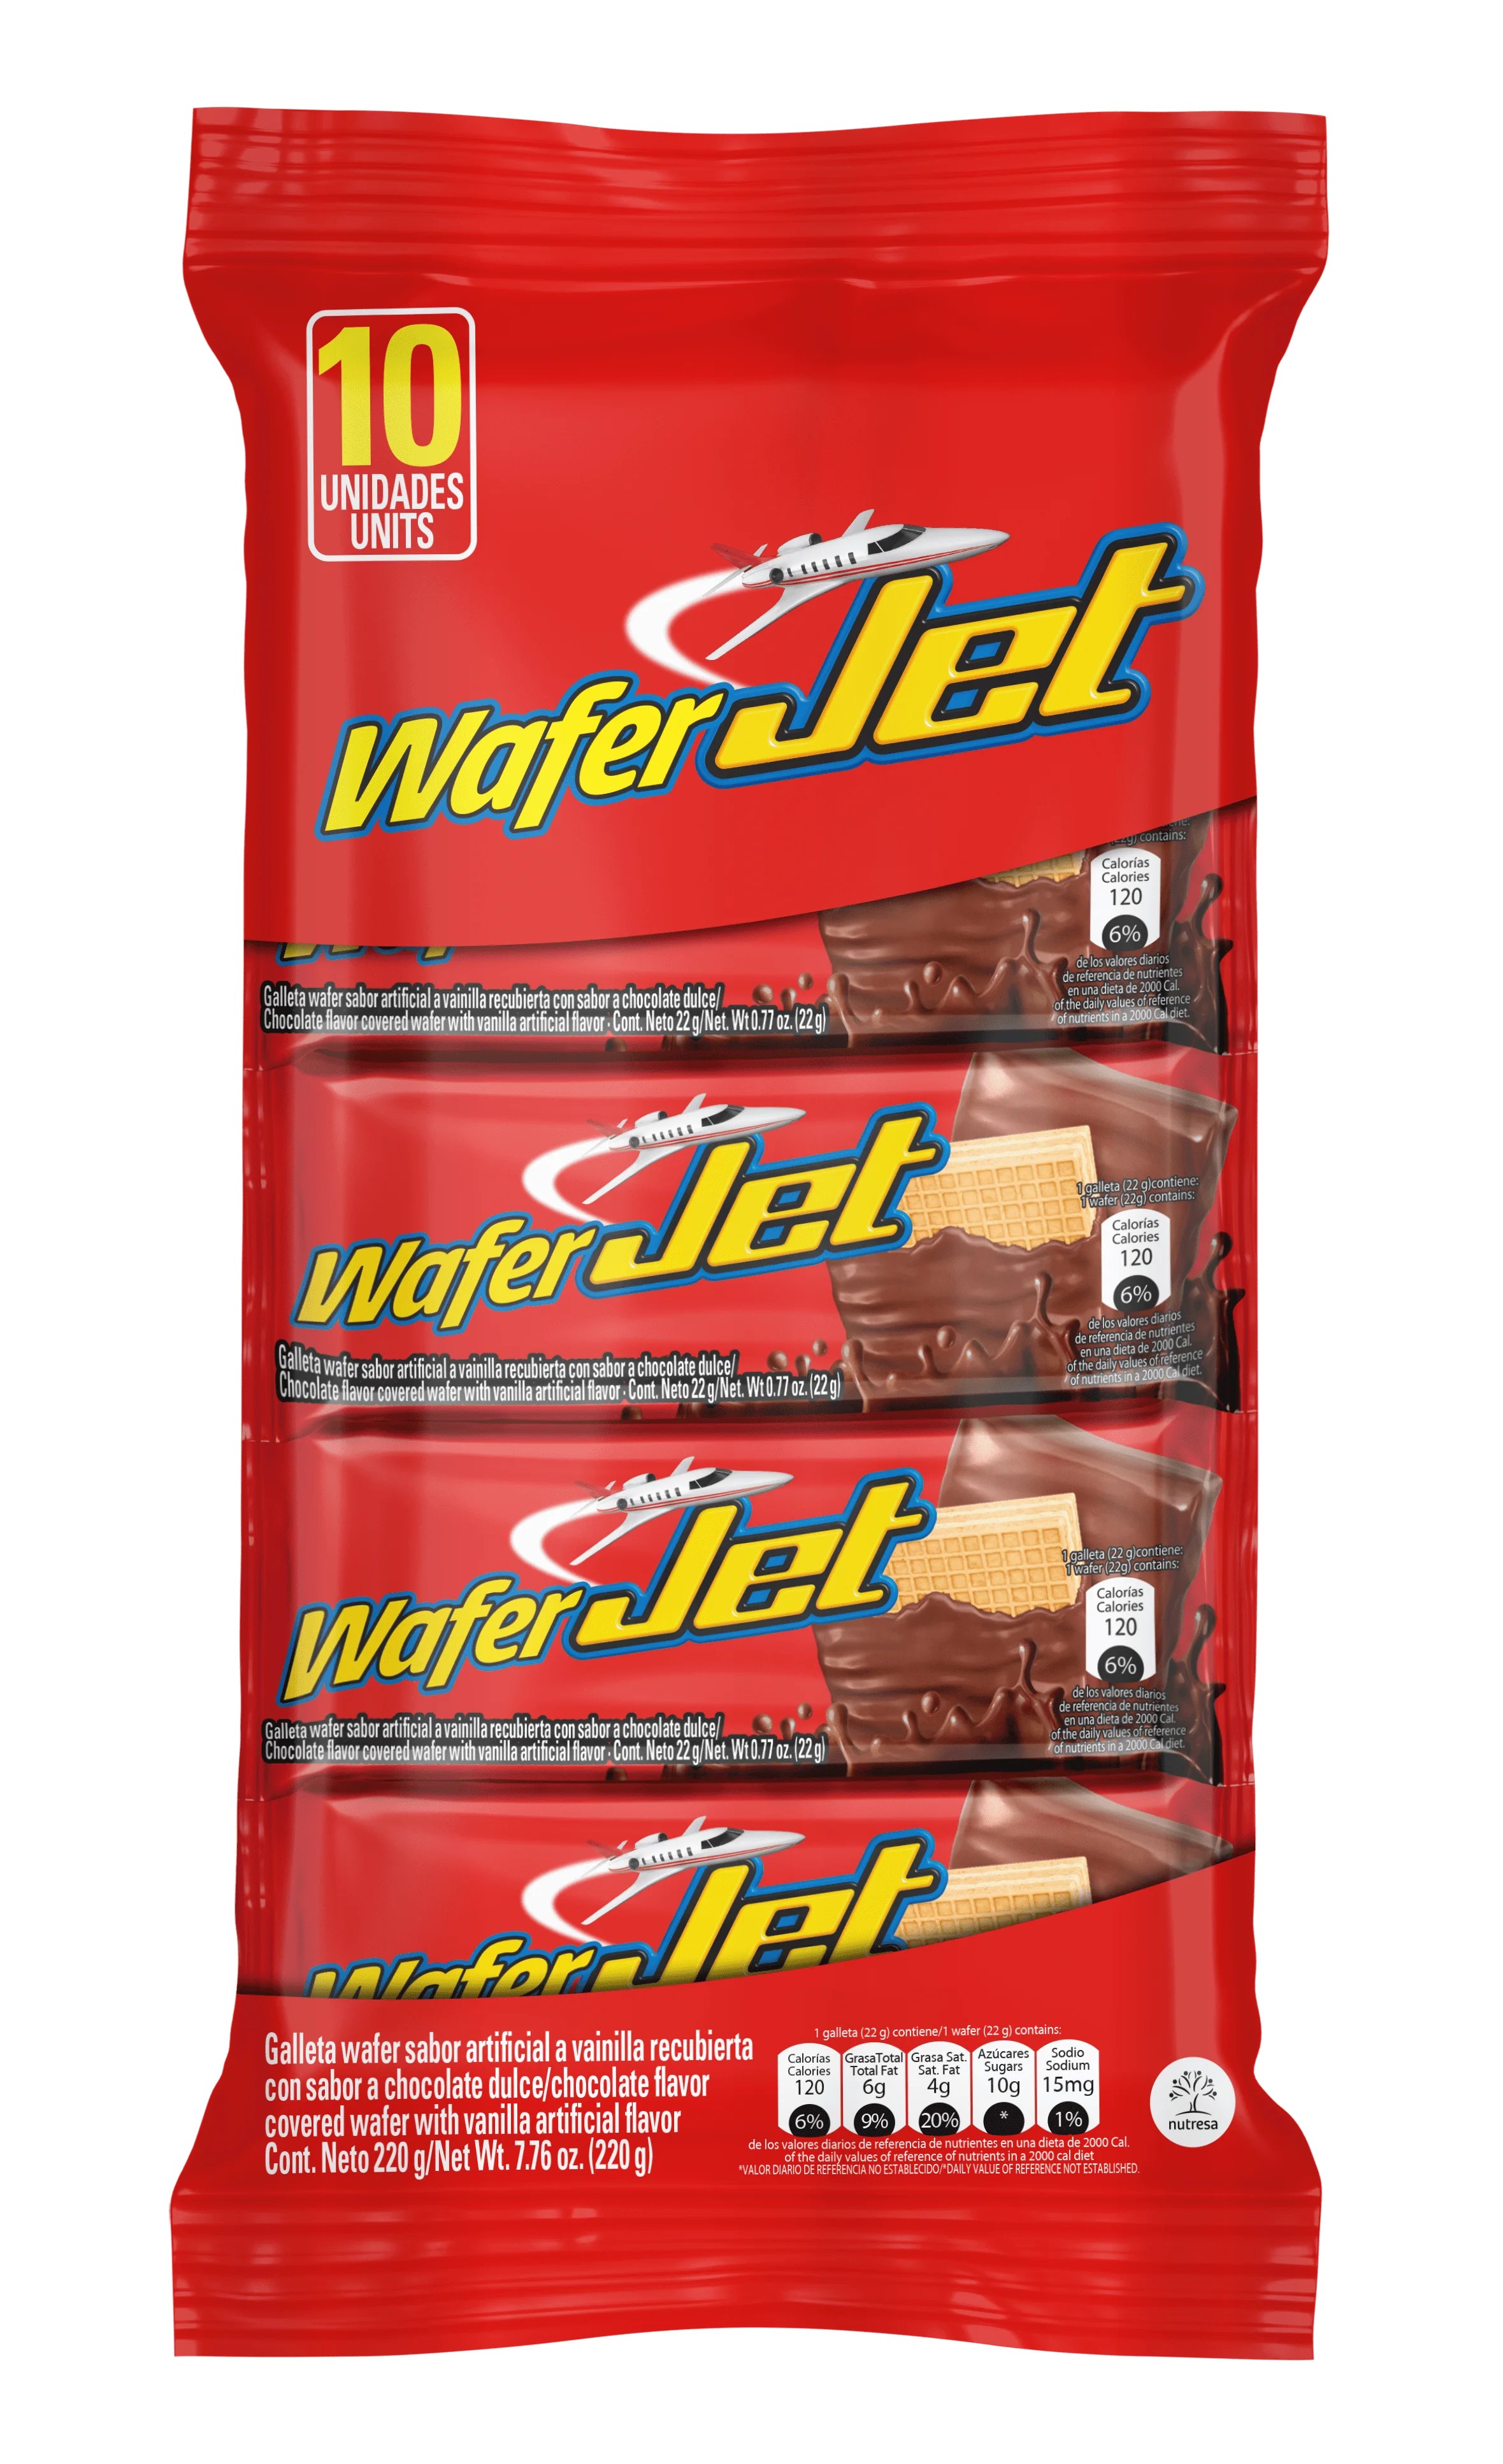 10
UNIDADES
UNITS
Wafer Jet
contains:
Calorías
Calories
120
6%
de los valores diarios
de referencia de nutrientes
en una dieta de 2000 Cal.
of the daily values of reference
of nutrients in a 2000 Cal diet.
Galleta wafer sabor artificial a vainilla recubierta con sabor a chocolate dulce/
Chocolate flavor covered wafer with vanilla artificial flavor · Cont. Neto 22 g/Net. Wt 0.77 oz. (22 g)
Wafer Jet
1 galleta (22 g)contiene:
1 wafer (22g) contains:
Calorías
Calories
120
6%
de los valores diarios
de referencia de nutrientes
en una dieta de 2000 Cal.
of the daily values of reference
of nutrients in a 2000 Cal diet.
Galleta wafer sabor artificial a vainilla recubierta con sabor a chocolate dulce/
Chocolate flavor covered wafer with vanilla artificial flavor · Cont. Neto 22 g/Net. Wt 0.77 oz. (22 g)
Wafer Jet
1 galleta (22 g)contiene:
1 wafer (22g) contains:
Calorías
Calories
120
6%
de los valores diarios
de referencia de nutrientes
en una dieta de 2000 Cal.
of the daily values of reference
of nutrients in a 2000 Cal diet.
Galleta wafer sabor artificial a vainilla recubierta con sabor a chocolate dulce/
Chocolate flavor covered wafer with vanilla artificial flavor · Cont. Neto 22 g/Net. Wt 0.77 oz. (22 g)
Wafer Jet
Galleta wafer sabor artificial a vainilla recubierta
con sabor a chocolate dulce/chocolate flavor
covered wafer with vanilla artificial flavor
Cont. Neto 220 g/Net Wt. 7.76 oz. (220 g)
1 galleta (22 g) contiene/1 wafer (22 g) contains:
Calorías Calories 120 6%
GrasaTotal Total Fat 6g 9%
Grasa Sat. Sat. Fat 4g 20%
Azúcares Sugars 10g *
Sodio Sodium 15mg 1%
de los valores diarios de referencia de nutrientes en una dieta de 2000 Cal.
of the daily values of reference of nutrients in a 2000 cal diet
*VALOR DIARIO DE REFERENCIA NO ESTABLECIDO/*DAILY VALUE OF REFERENCE NOT ESTABLISHED.
nutresa